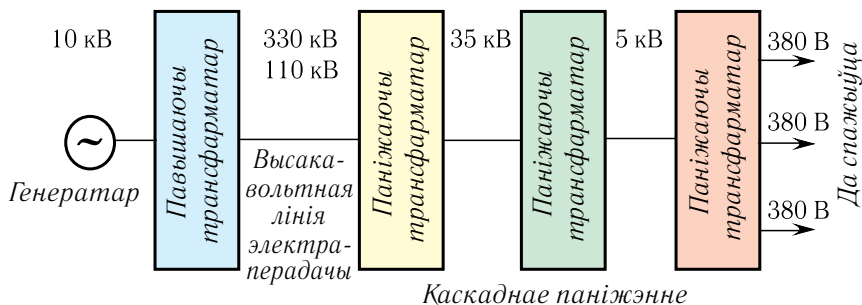 10 кВ
330 кВ
110 кВ
35 кВ
5 кВ
380 В
380 В
380 В
Генератар
Павышаючы
трансфарматар
Высака-
вольтная
лінія
электра-
перадачы
Паніжаючы
трансфарматар
Паніжаючы
трансфарматар
Паніжаючы
трансфарматар
Да спажыўца
Каскаднае паніжэнне